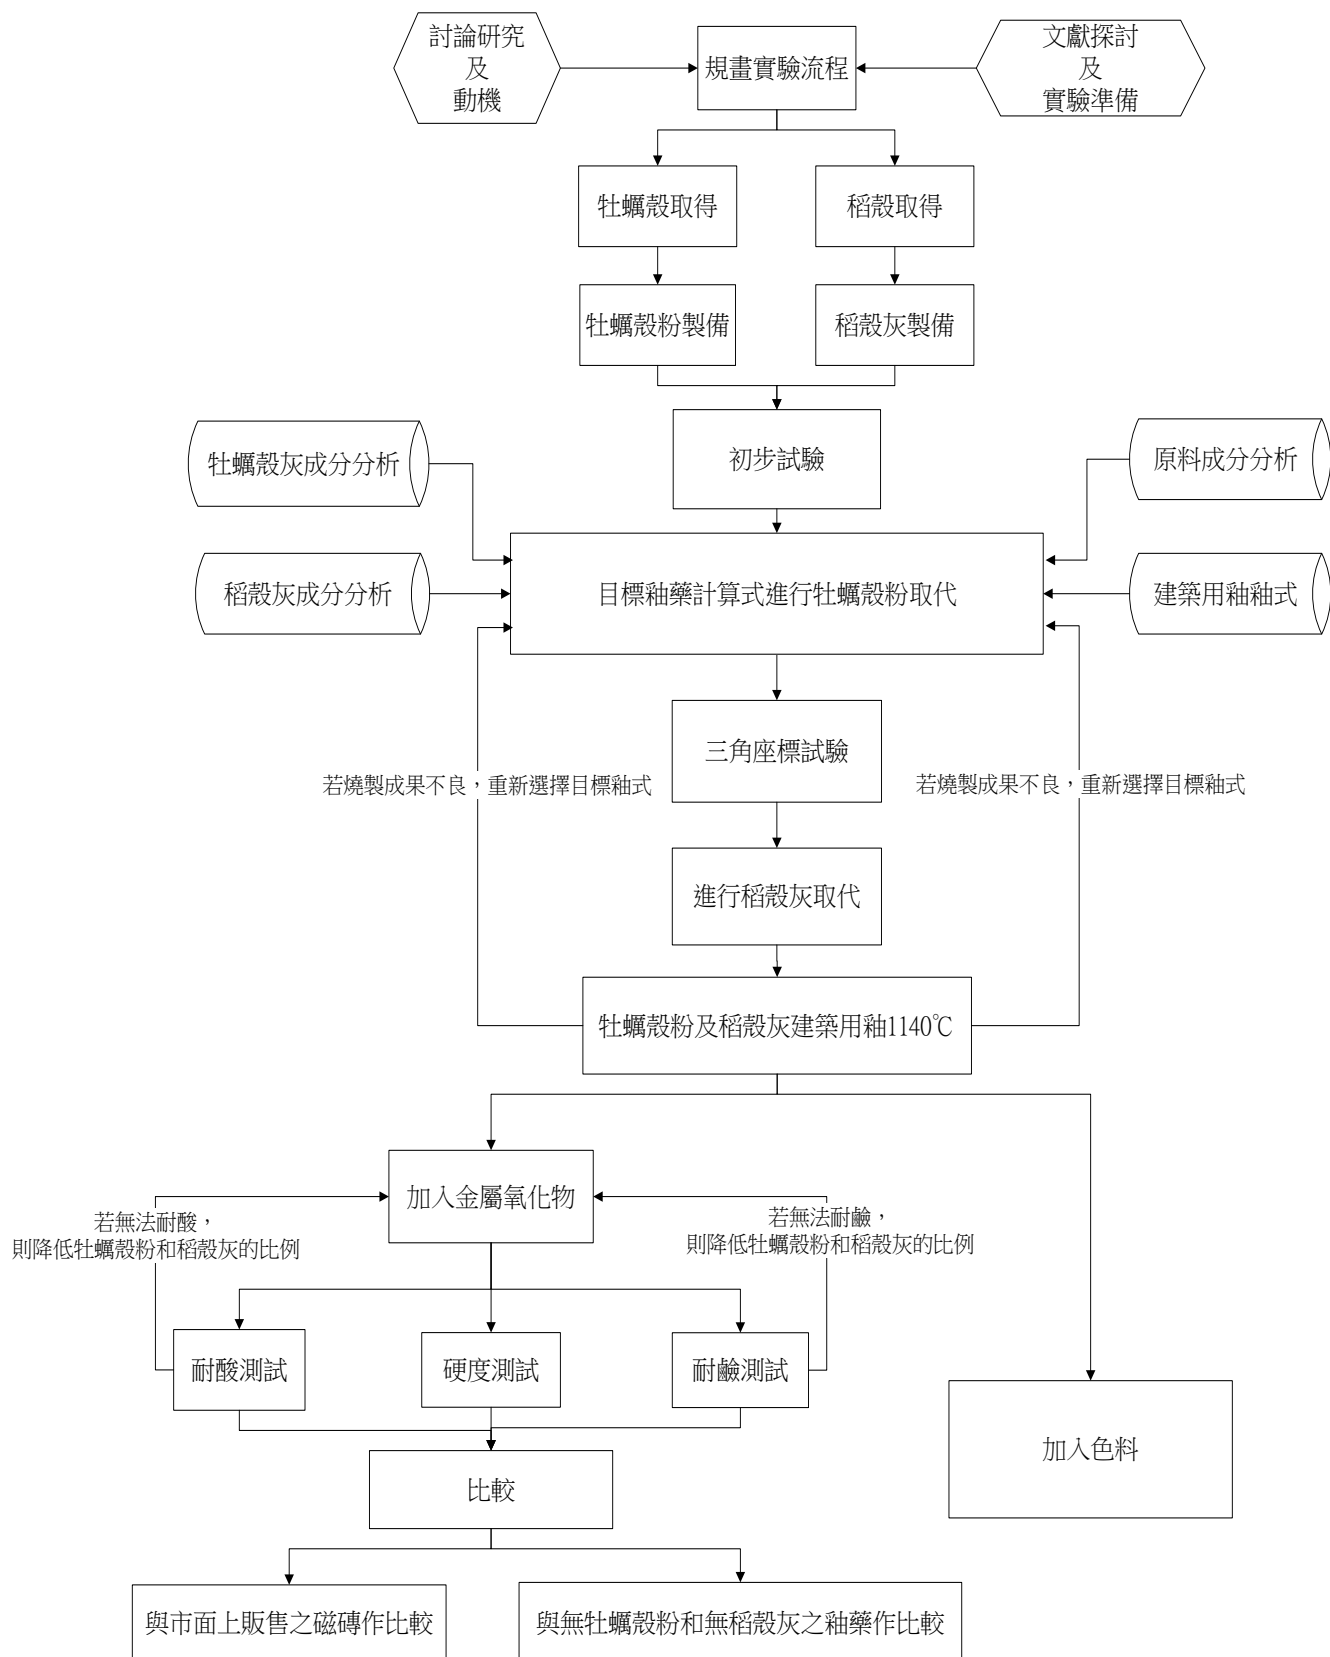 討論研究
及
動機
規畫實驗流程
文獻探討
及
實驗準備
牡蠣殼取得
稻殼取得
牡蠣殼粉製備
稻殼灰製備
初步試驗
牡蠣殼灰成分分析
原料成分分析
稻殼灰成分分析
目標釉藥計算式進行牡蠣殼粉取代
建築用釉釉式
三角座標試驗
若燒製成果不良，重新選擇目標釉式
若燒製成果不良，重新選擇目標釉式
進行稻殼灰取代
牡蠣殼粉及稻殼灰建築用釉1140℃
加入金屬氧化物
若無法耐酸，
則降低牡蠣殼粉和稻殼灰的比例
若無法耐鹼，
則降低牡蠣殼粉和稻殼灰的比例
耐酸測試
硬度測試
耐鹼測試
加入色料
比較
與市面上販售之磁磚作比較
與無牡蠣殼粉和無稻殼灰之釉藥作比較